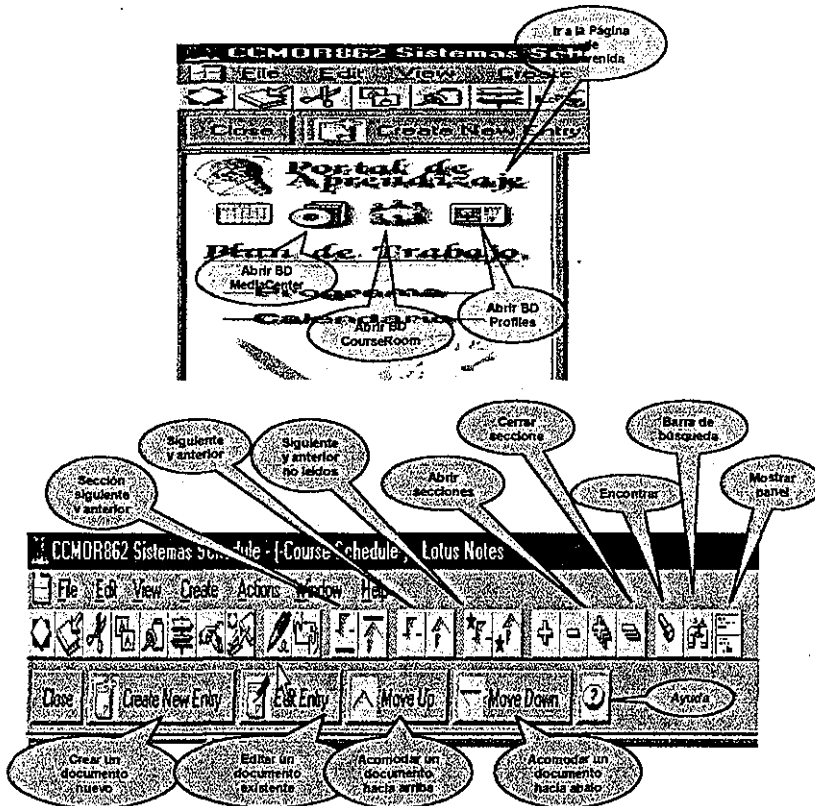 Ir a la Página
de
CCMOR862 Sistemas Sch
File Edit View Create
Close Create New Entry
Portal de
Aprendizaje
Plan de Trabajo
Abrir BD
MediaCenter
Programa
Calendario
Abrir BD
CourseRoom
Abrir BD
Profiles
Sección
siguiente
y anterior
Siguiente
y anterior
Siguiente
y anterior
no leídos
Abrir
secciones
Cerrar
seccione
Encontrar
Barra de
búsqueda
Mostrar
panel
CCMOR862 Sistemas Schedule - [-Course Schedule Lotus Notes
File Edit View Create Actions Window Help
Close Create New Entry Edit Entry Move Up Move Down Ayuda
Crear un
documento
nuevo
Editar un
documento
existente
Acomodar un
documento
hacia arriba
Acomodar un
documento
hacia abajo